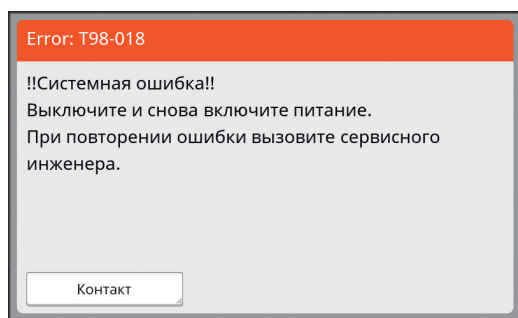 Error: T98-018
!!Системная ошибка!!
Выключите и снова включите питание.
При повторении ошибки вызовите сервисного
инженера.
Контакт